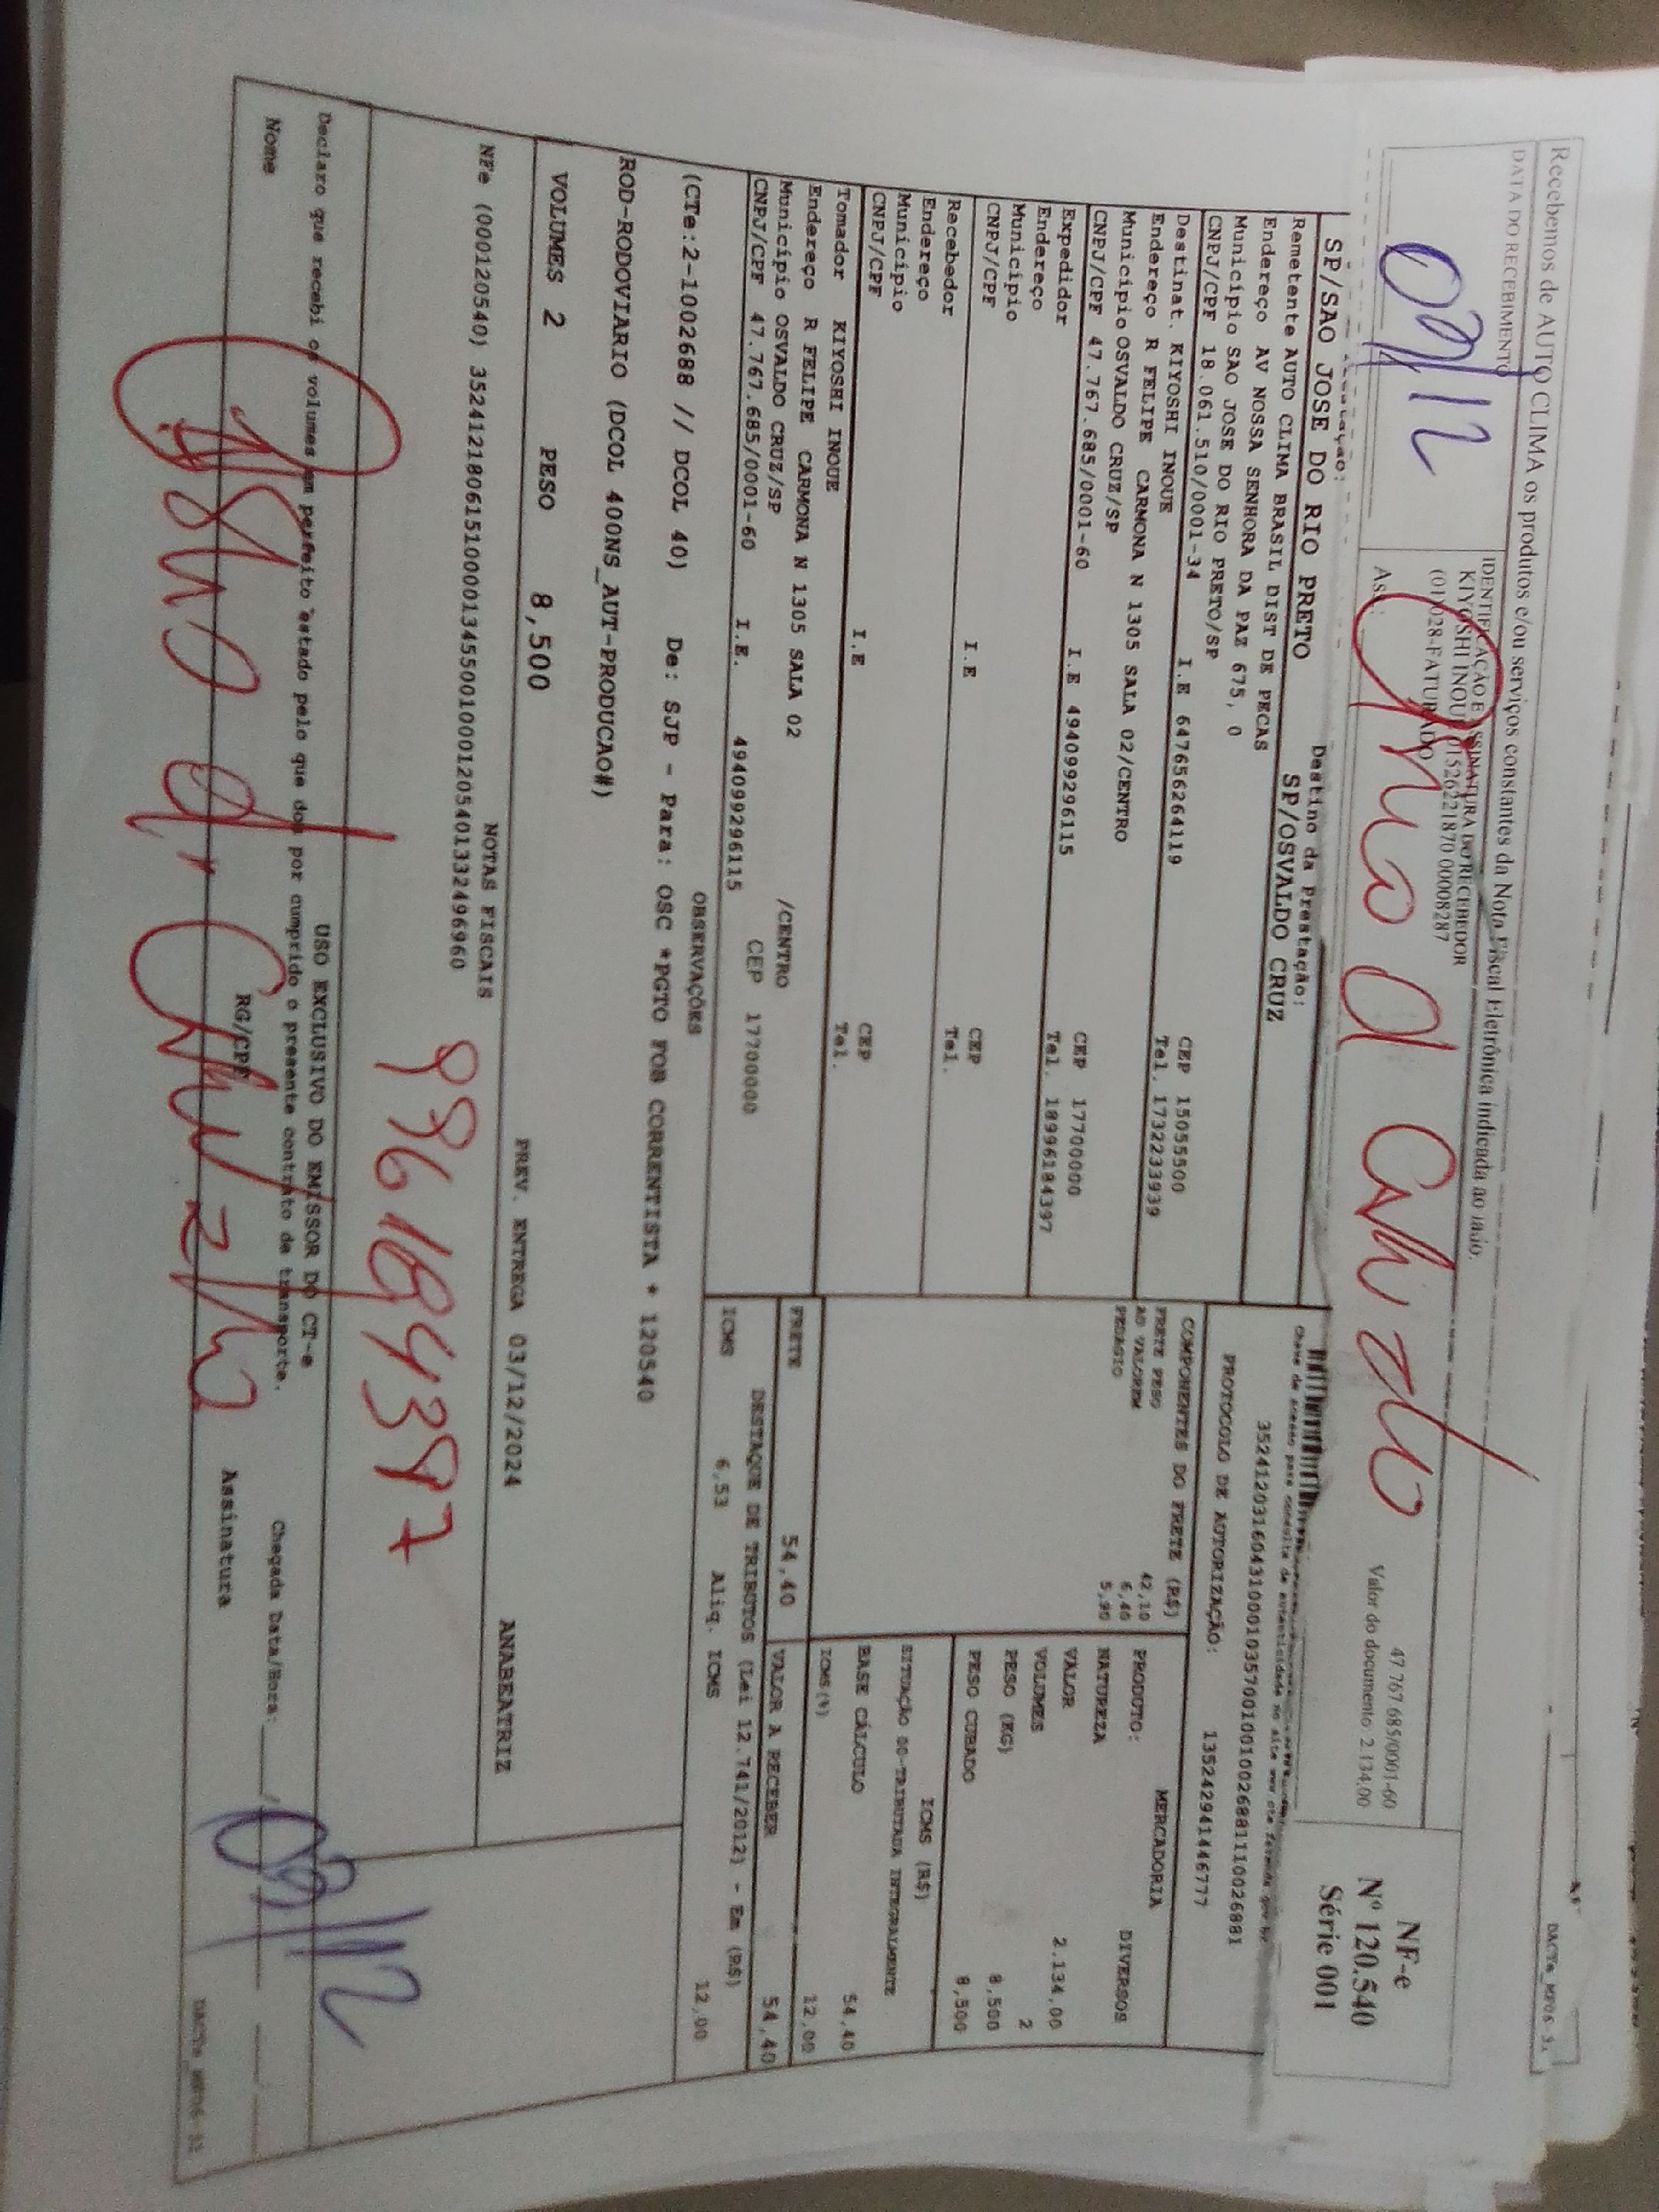 DACTe_MF06_S1
Recebemos de AUTO CLIMA os produtos e/ou serviços constantes da Nota Fiscal Eletrônica indicada ao lado.
DATA DO RECEBIMENTO
IDENTIFICAÇÃO E ASSINATURA DO RECEBEDOR
KIYOSHI INOUE 01526221870 00008287
47.767.685/0001-60
(01) 028-FATURADO
Valor do documento 2.134,00
NF-e
Nº 120.540
Série 001
Ass.:
SP/SAO JOSE DO RIO PRETO
Destino da Prestação:
SP/OSVALDO CRUZ
Remetente AUTO CLIMA BRASIL DIST DE PECAS
Endereço AV NOSSA SENHORA DA PAZ 675, 0
Município SAO JOSE DO RIO PRETO/SP CEP 15055500
CNPJ/CPF 18.061.510/0001-34 I.E 647656264119 Tel. 1732233939
Destinat. KIYOSHI INOUE
Endereço R FELIPE CARMONA N 1305 SALA 02/CENTRO
Município OSVALDO CRUZ/SP CEP 17700000
CNPJ/CPF 47.767.685/0001-60 I.E 494099296115 Tel. 18996184397
Expedidor
Endereço
Município CEP
CNPJ/CPF I.E Tel.
Recebedor
Endereço
Município CEP
CNPJ/CPF I.E Tel.
Tomador KIYOSHI INOUE
Endereço R FELIPE CARMONA N 1305 SALA 02 /CENTRO
Município OSVALDO CRUZ/SP CEP 17700000
CNPJ/CPF 47.767.685/0001-60 I.E. 494099296115
Chave de acesso para consulta de autenticidade no site
PROTOCOLO DE AUTORIZAÇÃO: 135242941446777
COMPONENTES DO FRETE (R$)
FRETE PESO 42,10
AD VALOREM 6,40
PEDAGIO 5,90
MERCADORIA
PRODUTO: DIVERSOS
NATUREZA
VALOR 2.134,00
VOLUMES 2
PESO (KG) 8,500
PESO CUBADO 8,500
ICMS (R$)
SITUAÇÃO 00-TRIBUTADA INTEGRALMENTE
BASE CÁLCULO 54,40
ICMS(%) 12,00
FRETE 54,40
VALOR A RECEBER 54,40
DESTAQUE DE TRIBUTOS (Lei 12.741/2012) - Em (R$)
ICMS 6,53 Aliq. ICMS 12,00
OBSERVAÇÕES
(CTe:2-1002688 // DCOL 40) De: SJP - Para: OSC *PGTO FOB CORRENTISTA * 120540
ROD-RODOVIARIO (DCOL 400NS_AUT-PRODUCAO#)
VOLUMES 2 PESO 8,500
PREV. ENTREGA 03/12/2024 ANABEATRIZ
NOTAS FISCAIS
NFe (000120540) 35241218061510000134550010001205401332496960
996184397
USO EXCLUSIVO DO EMISSOR DO CT-e
Declaro que recebi os volumes em perfeito estado pelo que dou por cumprido o presente contrato de transporte.
Nome RG/CPF Assinatura
Chegada Data/Hora:
DACTe_MF06_S1